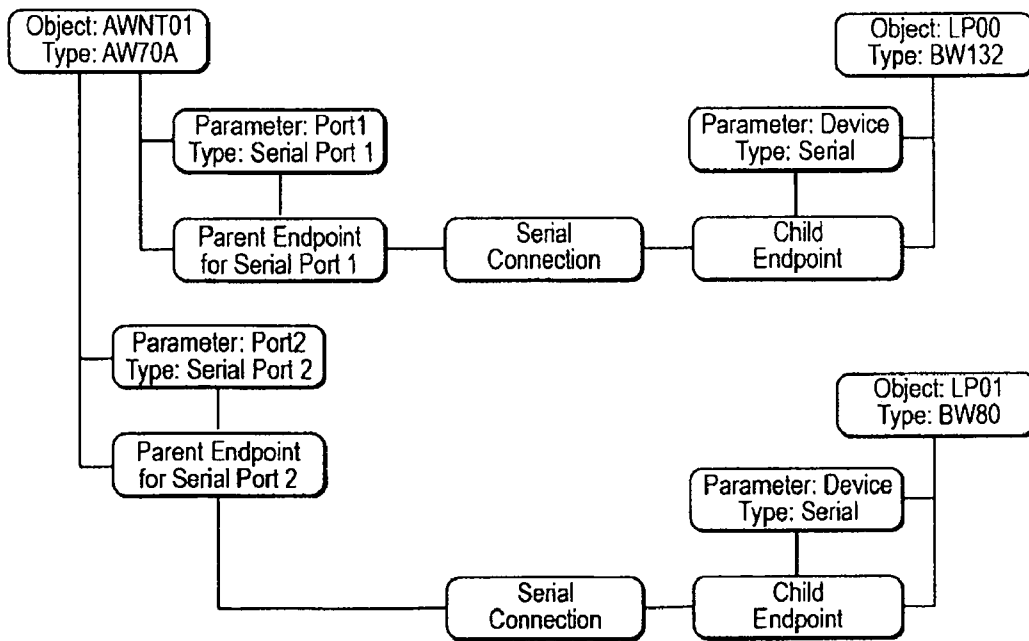 Object: AWNT01
Type: AW70A
Object: LP00
Type: BW132
Parameter: Port1
Type: Serial Port 1
Parameter: Device
Type: Serial
Parent Endpoint
for Serial Port 1
Serial
Connection
Child
Endpoint
Parameter: Port2
Type: Serial Port 2
Object: LP01
Type: BW80
Parent Endpoint
for Serial Port 2
Parameter: Device
Type: Serial
Serial
Connection
Child
Endpoint